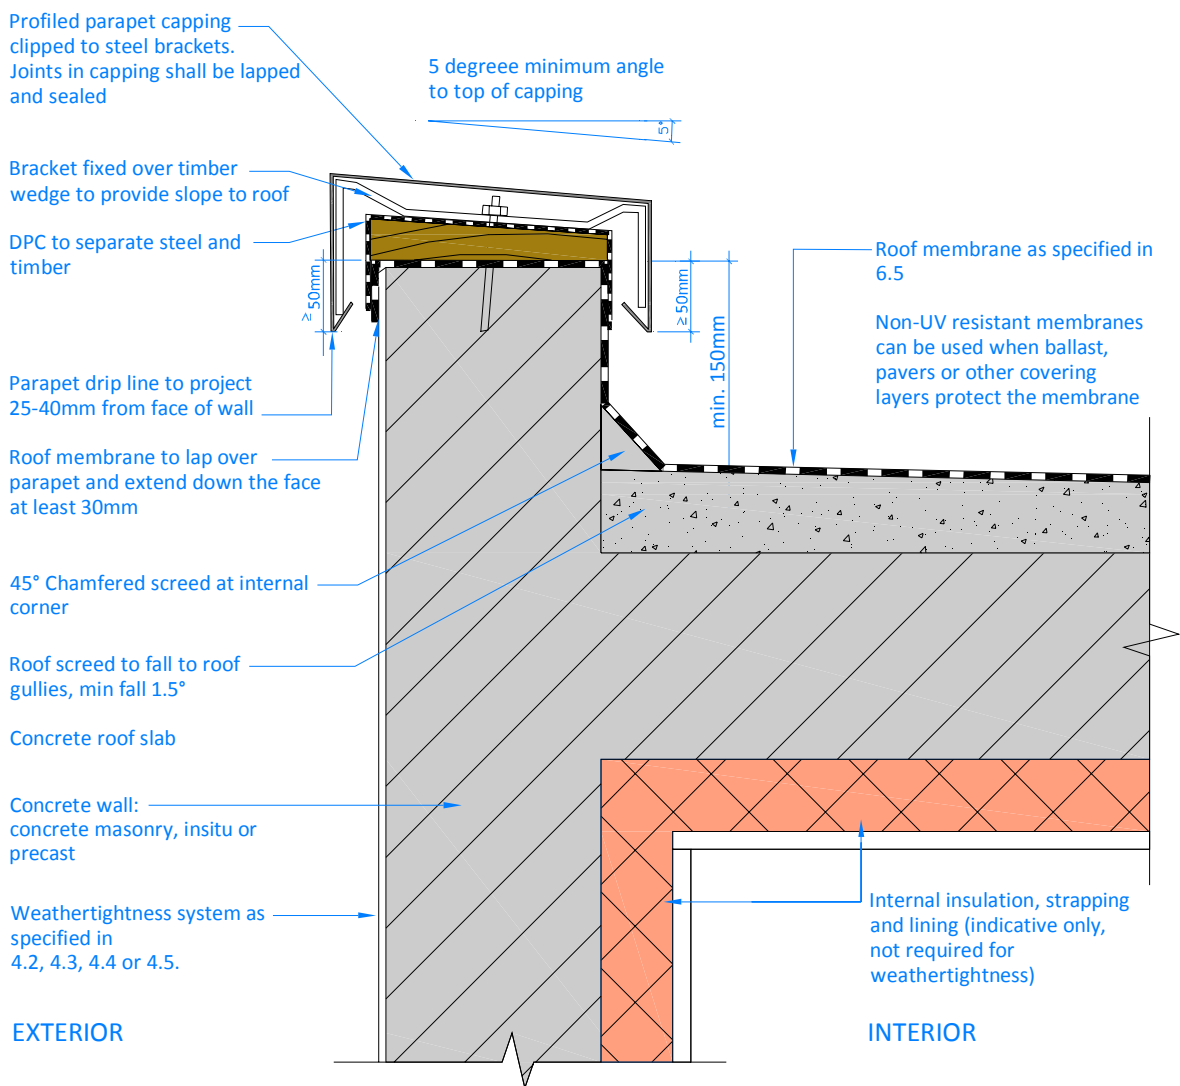 Profiled parapet capping
clipped to steel brackets.
Joints in capping shall be lapped
and sealed
5 degreee minimum angle
to top of capping
5°
Bracket fixed over timber
wedge to provide slope to roof
DPC to separate steel and
timber
≥ 50mm
≥ 50mm
min. 150mm
Roof membrane as specified in
6.5
Non-UV resistant membranes
can be used when ballast,
pavers or other covering
layers protect the membrane
Parapet drip line to project
25-40mm from face of wall
Roof membrane to lap over
parapet and extend down the face
at least 30mm
45° Chamfered screed at internal
corner
Roof screed to fall to roof
gullies, min fall 1.5°
Concrete roof slab
Concrete wall:
concrete masonry, insitu or
precast
Weathertightness system as
specified in
4.2, 4.3, 4.4 or 4.5.
Internal insulation, strapping
and lining (indicative only,
not required for
weathertightness)
EXTERIOR
INTERIOR